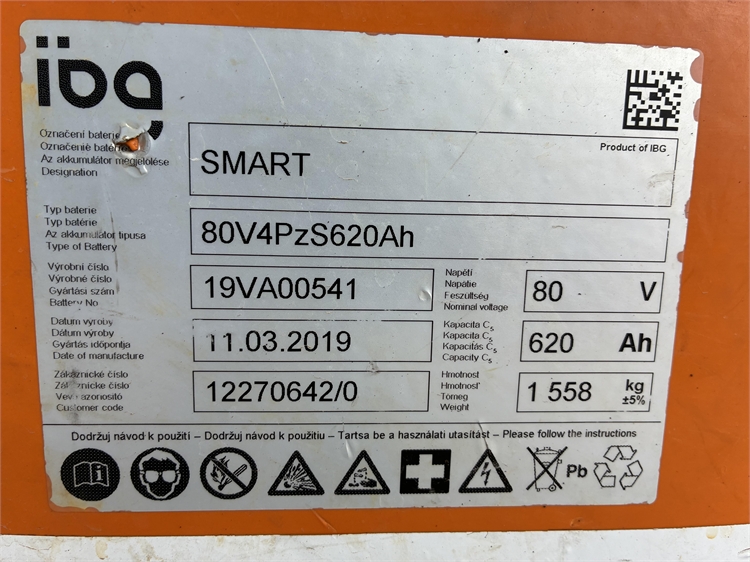 ibg
Product of IBG
Označení baterie
Označenie batérie
Az akkumulátor megjelölése
Designation
SMART
Typ baterie
Typ batérie
Az akkumulátor tipusa
Type of Battery
80V4PzS620Ah
Výrobní číslo
Výrobné číslo
Gyártási szám
Battery No
19VA00541
Napětí
Napätie
Feszültség
Nominal voltage
80 V
Datum výroby
Dátum výroby
Gyártás időpontja
Date of manufacture
11.03.2019
Kapacita C5
Kapacita C5
Kapacitás C5
Capacity C5
620 Ah
Zákaznické číslo
číslo
Customer code
12270642/0
Hmotnost
Hmotnosť
Tömeg
Weight
1 558 kg ±5%
Dodržuj návod k použití – Dodržuj návod k použitiu – Tartsa be a használati utasítást – Please follow the instructions
Pb